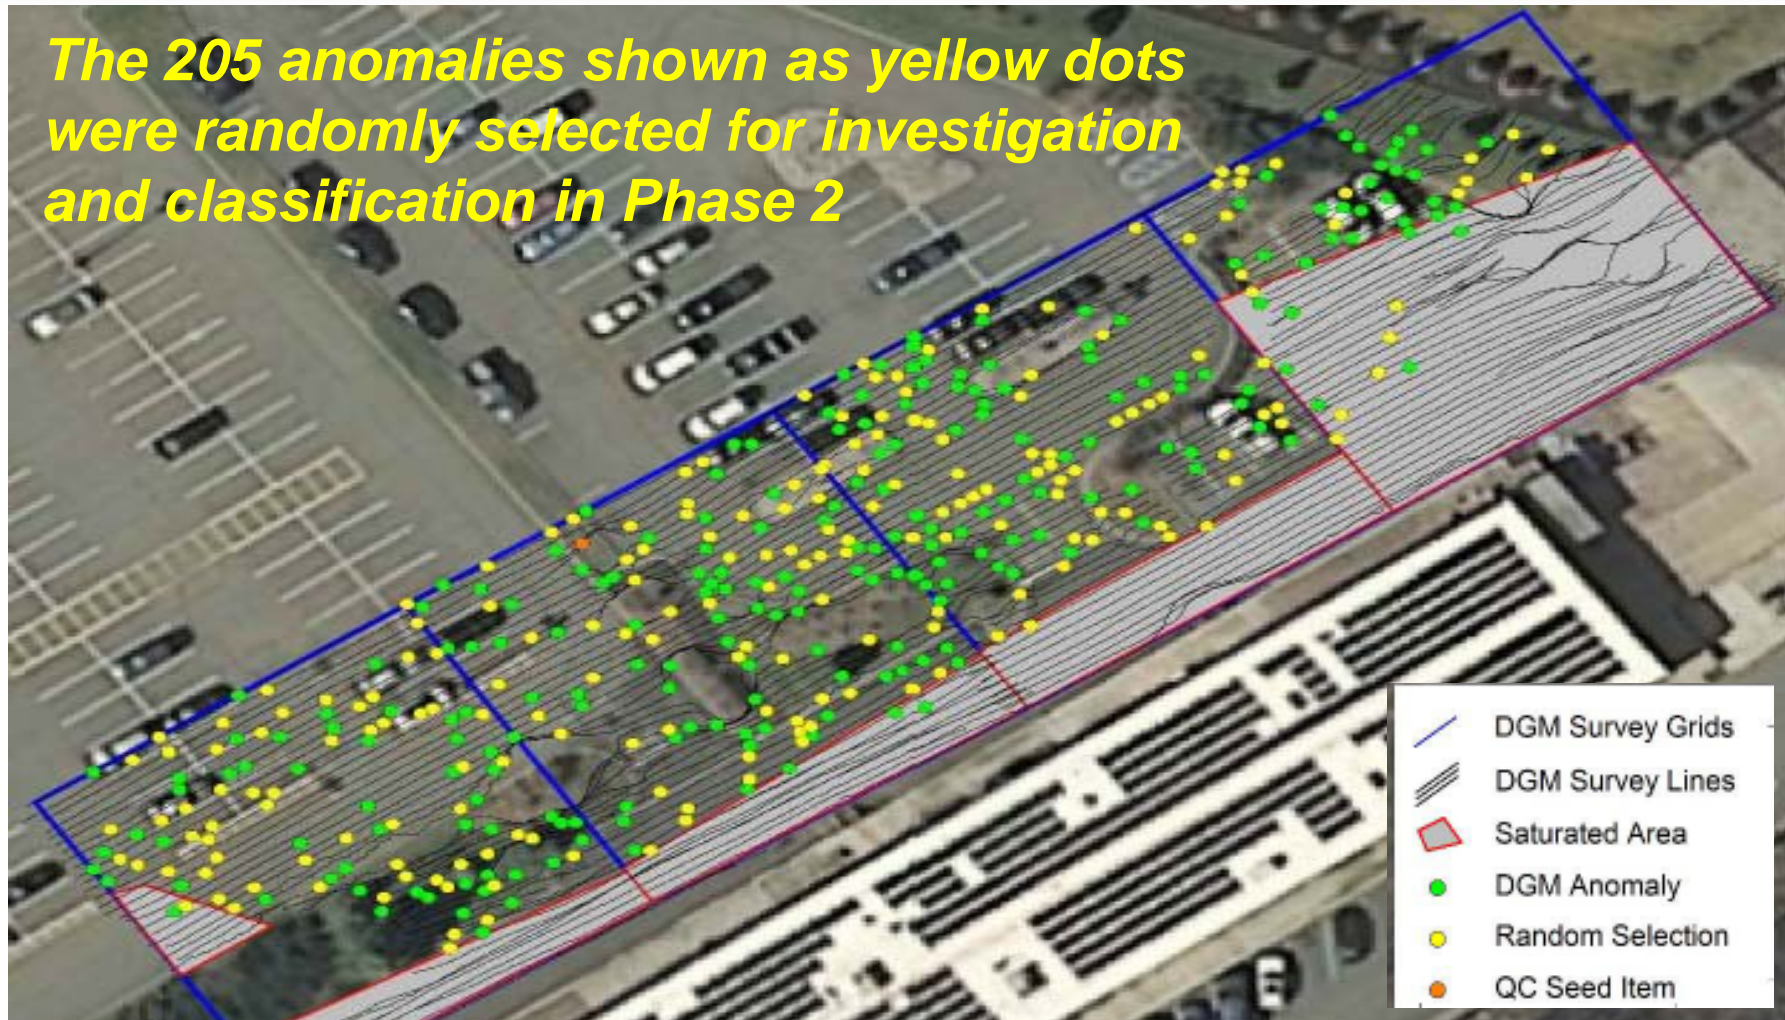 The 205 anomalies shown as yellow dots
were randomly selected for investigation
and classification in Phase 2
DGM Survey Grids
DGM Survey Lines
Saturated Area
DGM Anomaly
Random Selection
QC Seed Item